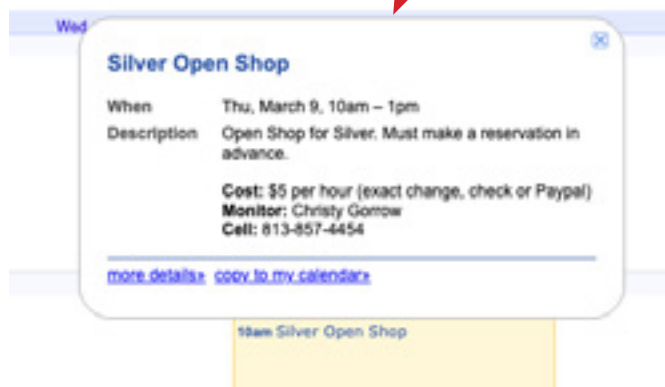 Wed
Silver Open Shop
When Thu, March 9, 10am – 1pm
Description Open Shop for Silver. Must make a reservation in
advance.
Cost: $5 per hour (exact change, check or Paypal)
Monitor: Christy Gorrow
Cell: 813-857-4454
more details» copy to my calendar»
10am Silver Open Shop